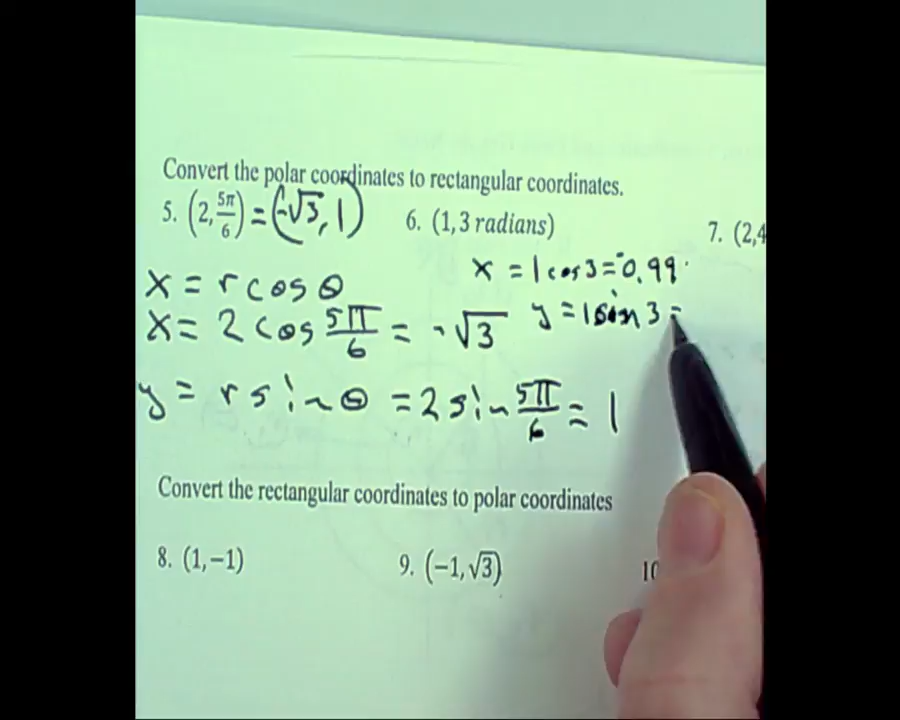 Convert the polar coordinates to rectangular coordinates.
5. (2, 5π/6) = (-√3, 1)
6. (1, 3 radians)
7. (2,4
x = 1 cos 3 = -0.99
x = r cos θ
y = 1 sin 3 =
x = 2 cos 5π/6 = -√3
y = r sin θ = 2 sin 5π/6 = 1
Convert the rectangular coordinates to polar coordinates
8. (1, −1)
9. (−1, √3)
10